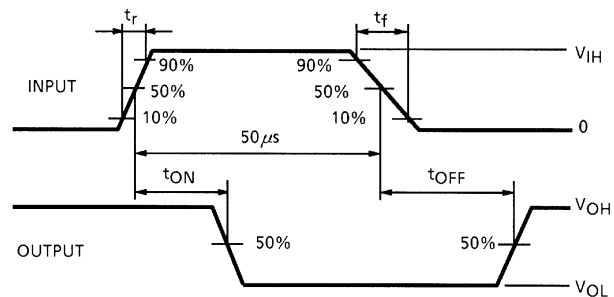 tr
tf
VIH
90%
90%
INPUT
50%
50%
10%
10%
0
50µs
tON
tOFF
VOH
OUTPUT
50%
50%
VOL